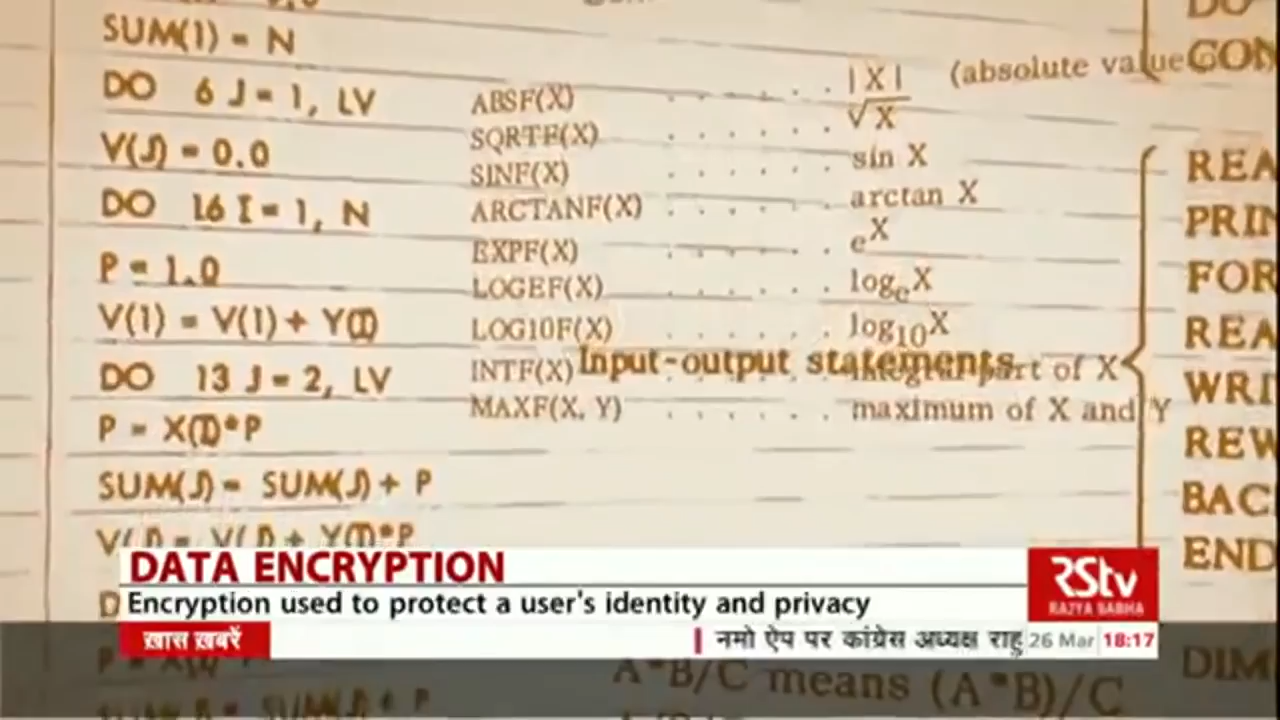 SUM(1) = N
DO 6 J = 1, LV
V(J) = 0.0
DO 16 I = 1, N
P = 1.0
V(1) = V(1) + Y(I)
DO 13 J = 2, LV
P = X(I)*P
SUM(J) = SUM(J) + P
V(J) = V(J) + Y(I)*P
ABSF(X) . . . . . . |X| (absolute value
SQRTF(X) . . . . . . √X
SINF(X) . . . . . . sin X
ARCTANF(X) . . . . . . arctan X
EXPF(X) . . . . . . e^X
LOGEF(X) . . . . . . log_e X
LOG10F(X) . . . . . . log_10 X
INTF(X) . . . . . . integral part of X
MAXF(X, Y) . . . . . . maximum of X and Y
Input-output statements
DO
CON
REA
PRIN
FOR
REA
WRI
REW
BAC
END
DIM
A*B/C means (A*B)/C
DATA ENCRYPTION
Encryption used to protect a user's identity and privacy
RStv
RAJYA SABHA
ख़ास ख़बरें
नमो ऐप पर कांग्रेस अध्यक्ष राहु
26 Mar 18:17